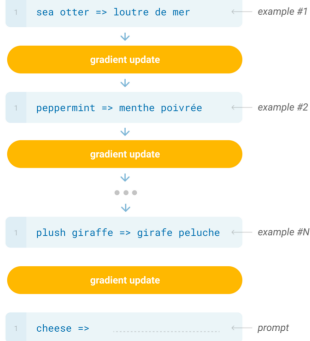 1 sea otter => loutre de mer ← example #1
gradient update
1 peppermint => menthe poivrée ← example #2
gradient update
1 plush giraffe => girafe peluche ← example #N
gradient update
1 cheese => .................... ← prompt